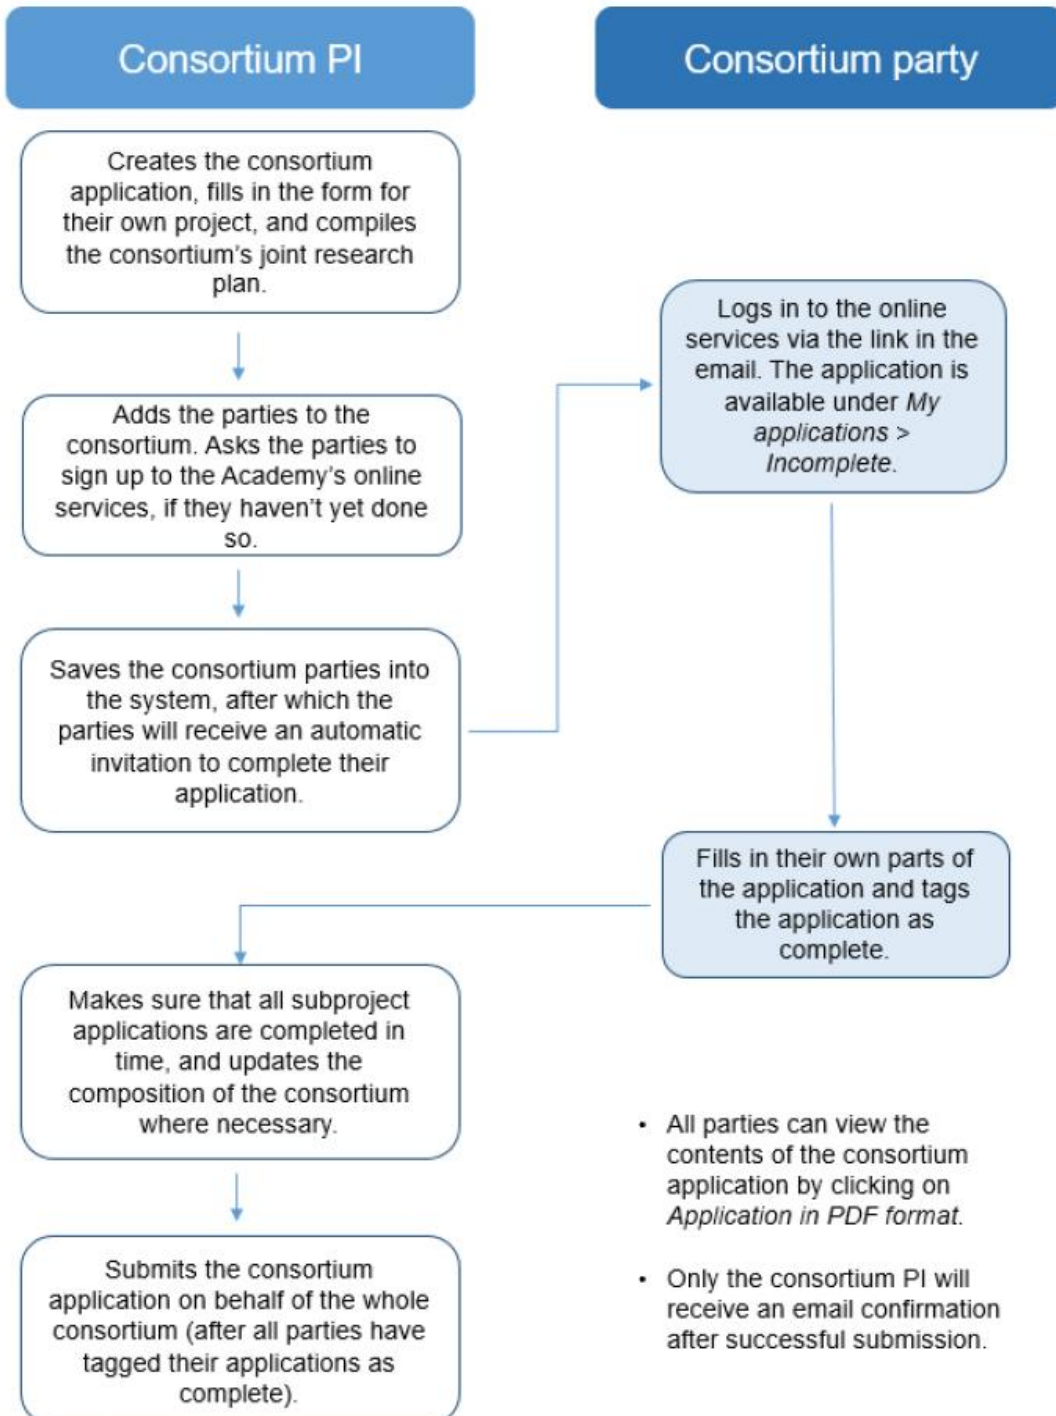 Consortium PI
Consortium party
Creates the consortium
application, fills in the form for
their own project, and compiles
the consortium's joint research
plan.
Adds the parties to the
consortium. Asks the parties to
sign up to the Academy's online
services, if they haven't yet done
so.
Saves the consortium parties into
the system, after which the
parties will receive an automatic
invitation to complete their
application.
Logs in to the online
services via the link in the
email. The application is
available under My
applications >
Incomplete.
Fills in their own parts of
the application and tags
the application as
complete.
Makes sure that all subproject
applications are completed in
time, and updates the
composition of the consortium
where necessary.
Submits the consortium
application on behalf of the whole
consortium (after all parties have
tagged their applications as
complete).
• All parties can view the
contents of the consortium
application by clicking on
Application in PDF format.
• Only the consortium PI will
receive an email confirmation
after successful submission.